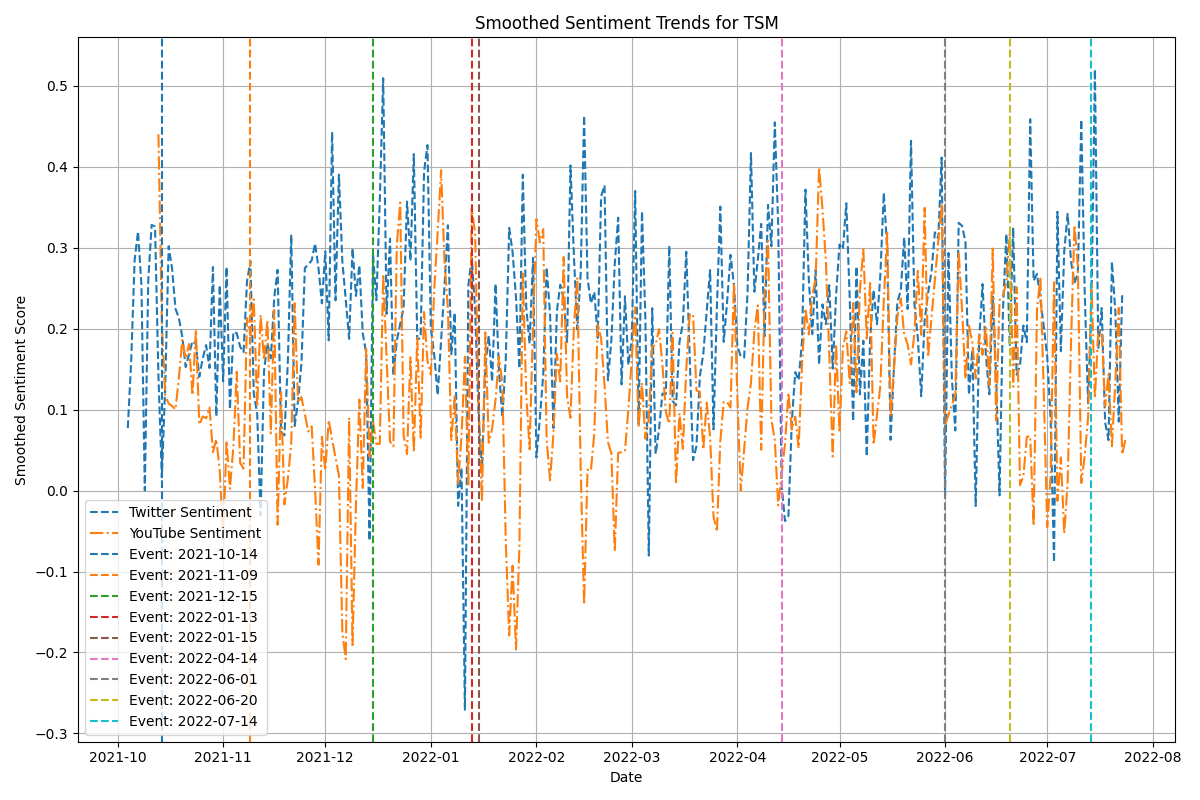 Smoothed Sentiment Trends for TSM
Smoothed Sentiment Score
0.5
0.4
0.3
0.2
0.1
0.0
−0.1
−0.2
−0.3
Twitter Sentiment
YouTube Sentiment
Event: 2021-10-14
Event: 2021-11-09
Event: 2021-12-15
Event: 2022-01-13
Event: 2022-01-15
Event: 2022-04-14
Event: 2022-06-01
Event: 2022-06-20
Event: 2022-07-14
2021-10 2021-11 2021-12 2022-01 2022-02 2022-03 2022-04 2022-05 2022-06 2022-07 2022-08
Date